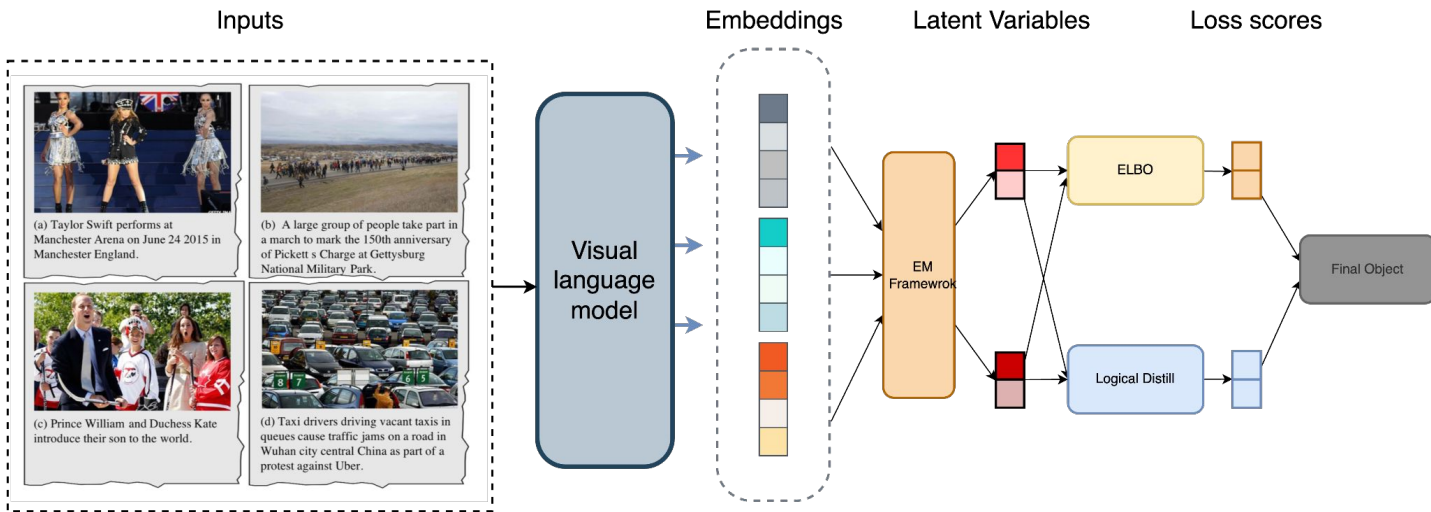 Inputs
Embeddings
Latent Variables
Loss scores
(a) Taylor Swift performs at
Manchester Arena on June 24 2015 in
Manchester England.
(b) A large group of people take part in
a march to mark the 150th anniversary
of Pickett s Charge at Gettysburg
National Military Park.
(c) Prince William and Duchess Kate
introduce their son to the world.
8 7
6 5
(d) Taxi drivers driving vacant taxis in
queues cause traffic jams on a road in
Wuhan city central China as part of a
protest against Uber.
Visual
language
model
EM
Framewrok
ELBO
Logical Distill
Final Object